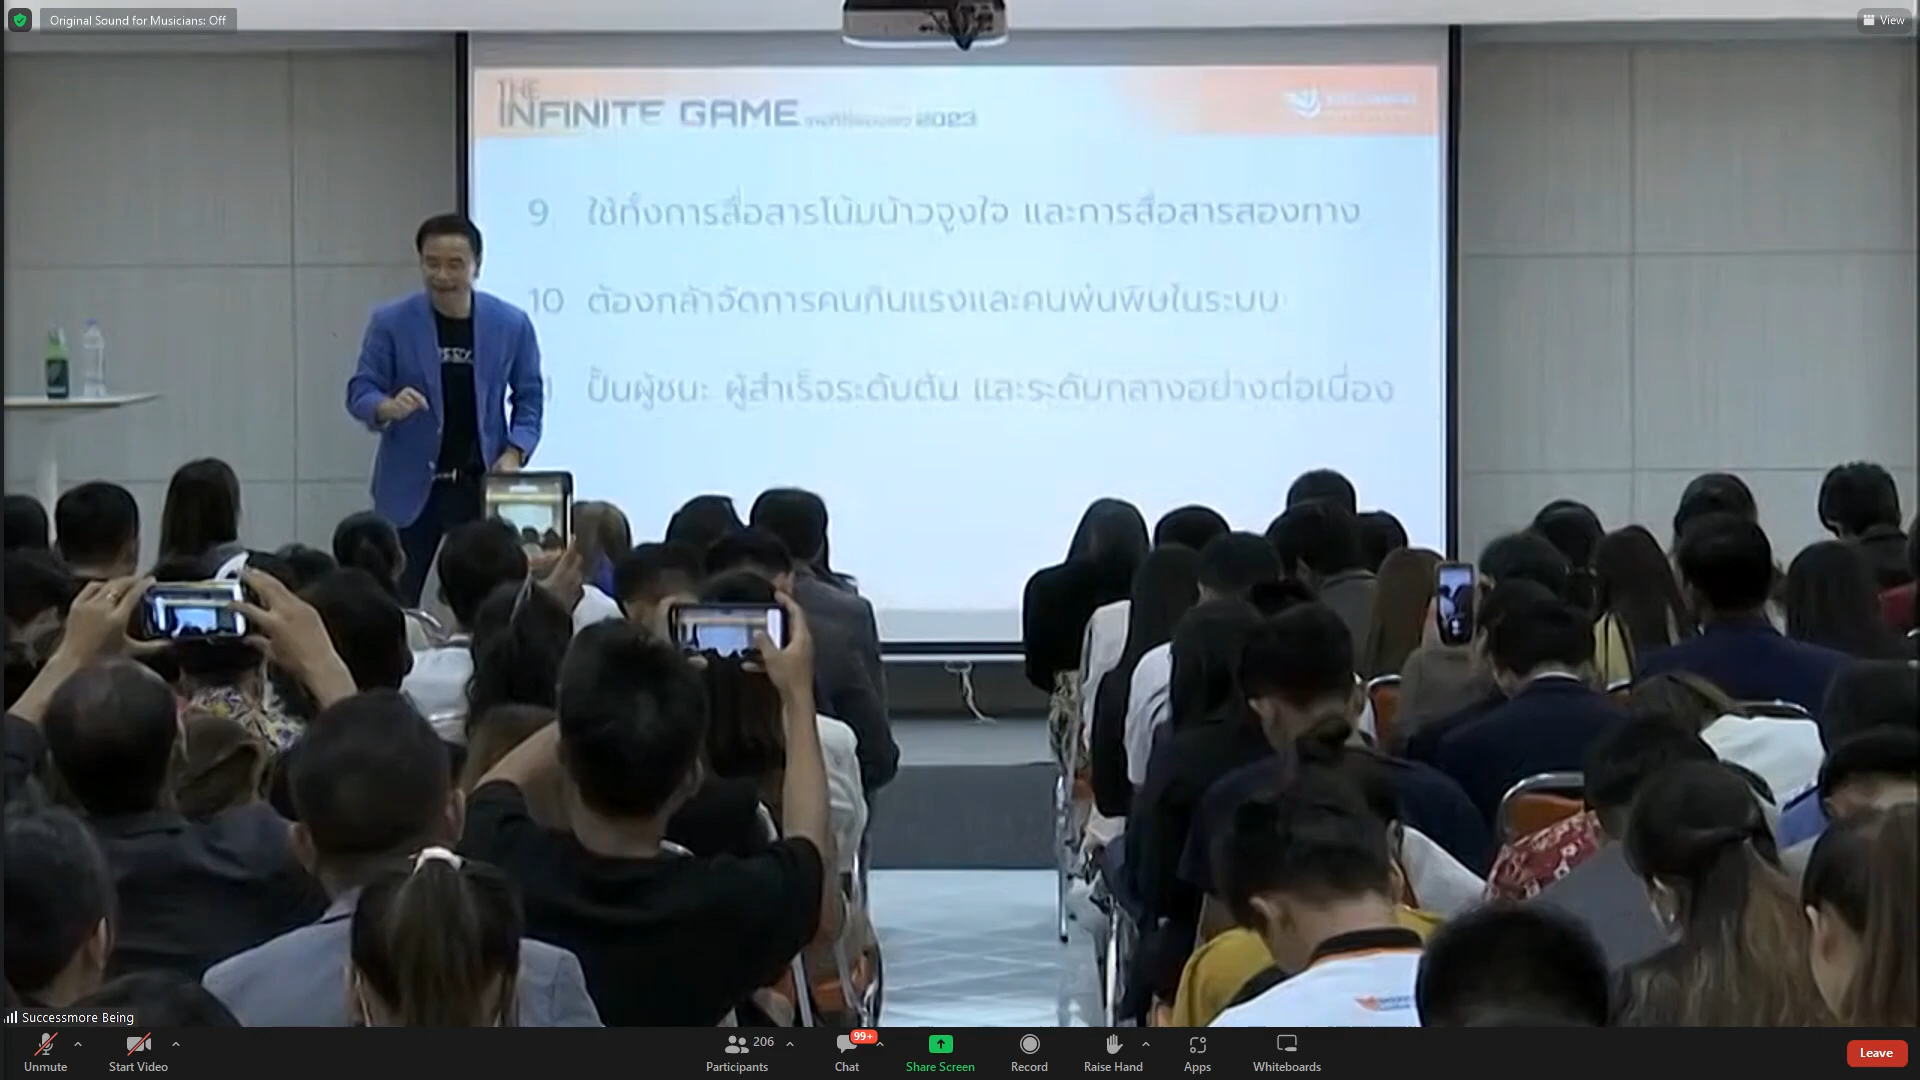 Original Sound for Musicians: Off
View
THE
INFINITE GAME 2023
9 ใช้ทั้งการสื่อสารโน้มน้าวจูงใจ และการสื่อสารสองทาง
10 ต้องกล้าจัดการคนกินแรงและคนพ่นพิษในระบบ
ปั้นผู้ชนะ ผู้สำเร็จระดับต้น และระดับกลางอย่างต่อเนื่อง
Successmore Being
Unmute
Start Video
206
Participants
99+
Chat
Share Screen
Record
Raise Hand
Apps
Whiteboards
Leave